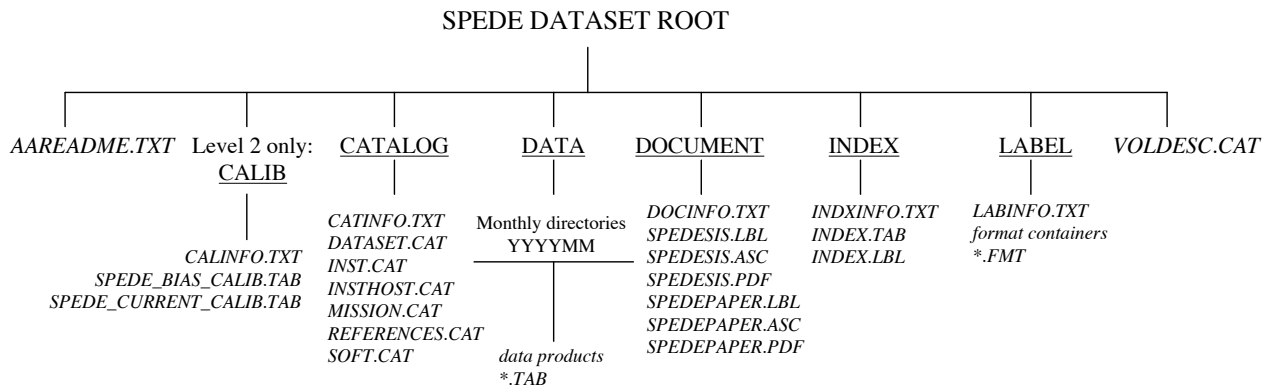 SPEDE DATASET ROOT
AAREADME.TXT
Level 2 only:
CALIB
CALINFO.TXT
SPEDE_BIAS_CALIB.TAB
SPEDE_CURRENT_CALIB.TAB
CATALOG
CATINFO.TXT
DATASET.CAT
INST.CAT
INSTHOST.CAT
MISSION.CAT
REFERENCES.CAT
SOFT.CAT
DATA
Monthly directories
YYYYMM
data products
*.TAB
DOCUMENT
DOCINFO.TXT
SPEDESIS.LBL
SPEDESIS.ASC
SPEDESIS.PDF
SPEDEPAPER.LBL
SPEDEPAPER.ASC
SPEDEPAPER.PDF
INDEX
INDXINFO.TXT
INDEX.TAB
INDEX.LBL
LABEL
LABINFO.TXT
format containers
*.FMT
VOLDESC.CAT